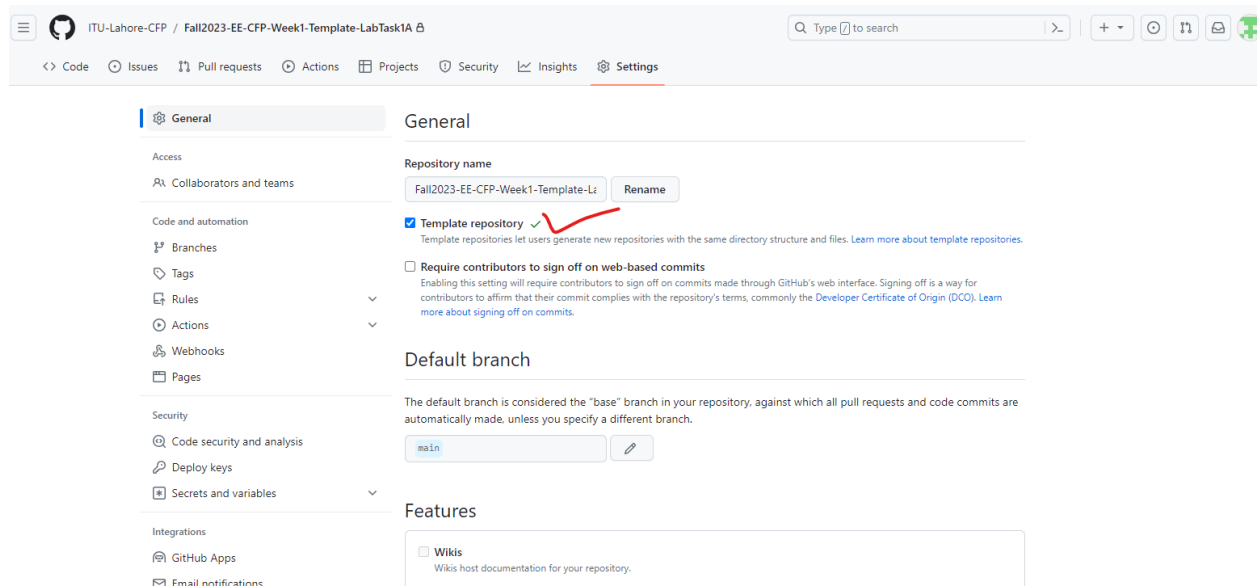 ITU-Lahore-CFP / Fall2023-EE-CFP-Week1-Template-LabTask1A
Type / to search
Code Issues Pull requests Actions Projects Security Insights Settings
General
Access
Collaborators and teams
Code and automation
Branches
Tags
Rules
Actions
Webhooks
Pages
Security
Code security and analysis
Deploy keys
Secrets and variables
Integrations
GitHub Apps
Email notifications
General
Repository name
Fall2023-EE-CFP-Week1-Template-La Rename
Template repository
Template repositories let users generate new repositories with the same directory structure and files. Learn more about template repositories.
Require contributors to sign off on web-based commits
Enabling this setting will require contributors to sign off on commits made through GitHub's web interface. Signing off is a way for
contributors to affirm that their commit complies with the repository's terms, commonly the Developer Certificate of Origin (DCO). Learn
more about signing off on commits.
Default branch
The default branch is considered the "base" branch in your repository, against which all pull requests and code commits are
automatically made, unless you specify a different branch.
main
Features
Wikis
Wikis host documentation for your repository.